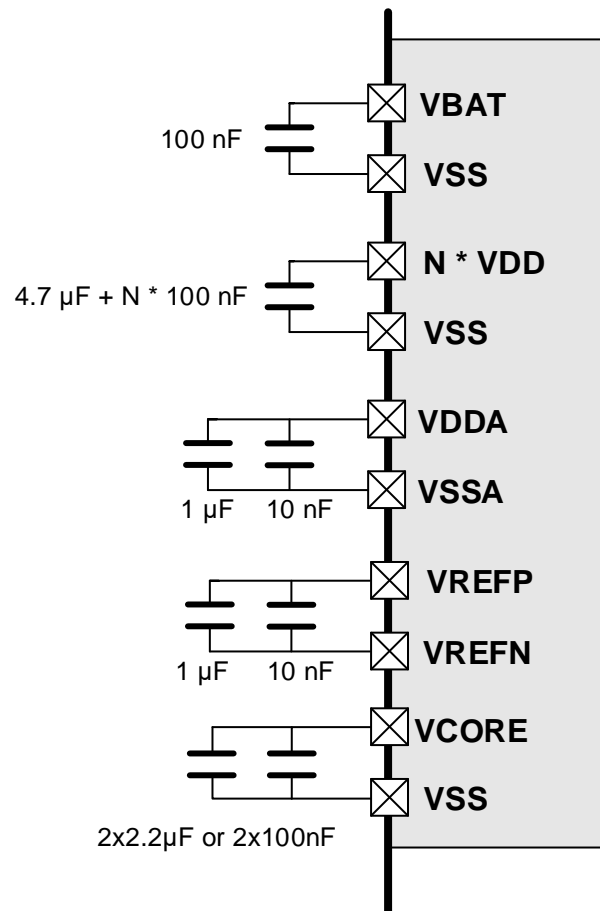 VBAT
100 nF
VSS
N * VDD
4.7 µF + N * 100 nF
VSS
VDDA
VSSA
1 µF 10 nF
VREFP
VREFN
1 µF 10 nF
VCORE
VSS
2x2.2µF or 2x100nF